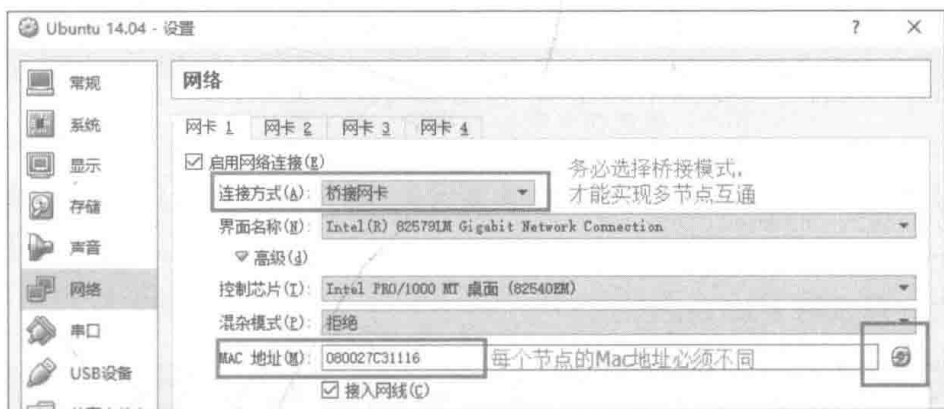 Ubuntu 14.04 - 设置
? ×
常规
系统
显示
存储
声音
网络
串口
USB设备
网络
网卡 1 网卡 2 网卡 3 网卡 4
启用网络连接(E)
务必选择桥接模式，
才能实现多节点互通
连接方式(A): 桥接网卡
界面名称(N): Intel(R) 82579LM Gigabit Network Connection
高级(d)
控制芯片(T): Intel PRO/1000 MT 桌面 (82540EM)
混杂模式(P): 拒绝
MAC 地址(M): 080027C31116
每个节点的Mac地址必须不同
接入网线(C)